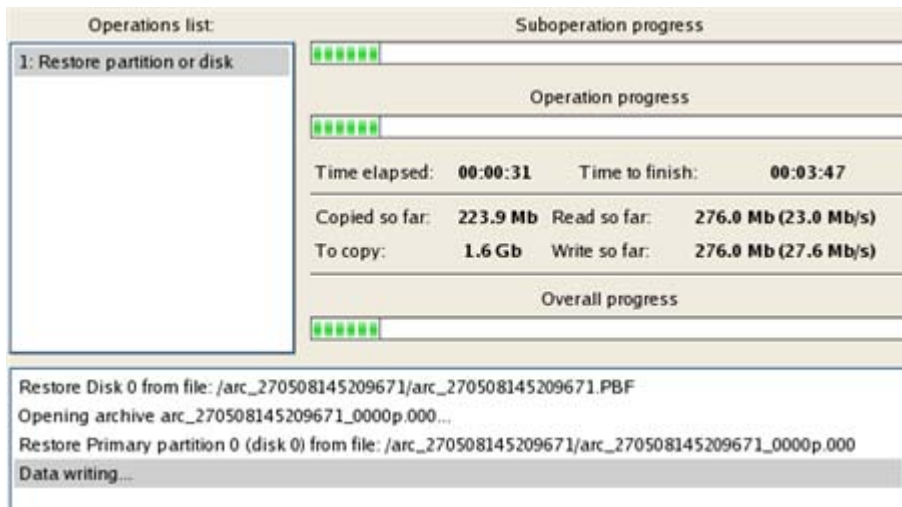 Operations list:
1: Restore partition or disk
Suboperation progress
Operation progress
Time elapsed: 00:00:31 Time to finish: 00:03:47
Copied so far: 223.9 Mb Read so far: 276.0 Mb (23.0 Mb/s)
To copy: 1.6 Gb Write so far: 276.0 Mb (27.6 Mb/s)
Overall progress
Restore Disk 0 from file: /arc_270508145209671/arc_270508145209671.PBF
Opening archive arc_270508145209671_0000p.000...
Restore Primary partition 0 (disk 0) from file: /arc_270508145209671/arc_270508145209671_0000p.000
Data writing...